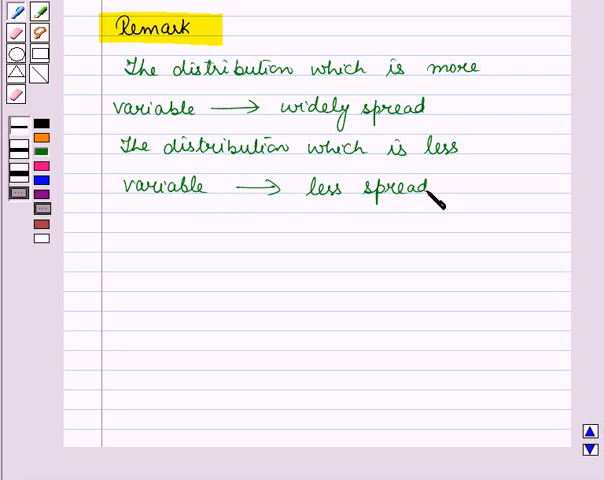 Remark
The distribution which is more
variable → widely spread
The distribution which is less
variable → less spread